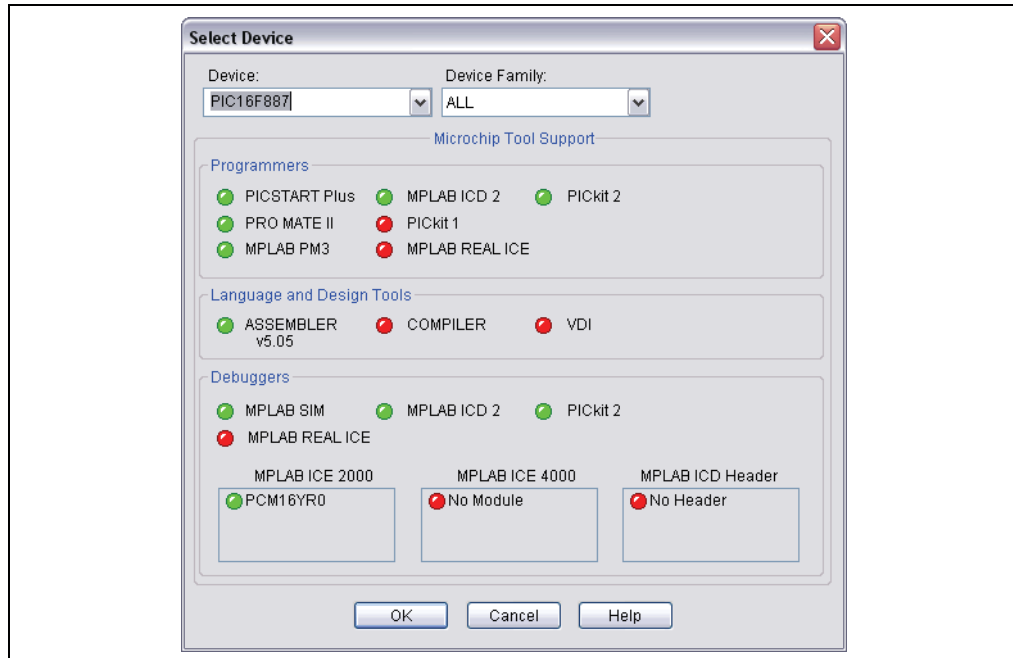 Select Device
Device: Device Family:
PIC16F887 ALL
Microchip Tool Support
Programmers
PICSTART Plus MPLAB ICD 2 PICkit 2
PRO MATE II PICkit 1
MPLAB PM3 MPLAB REAL ICE
Language and Design Tools
ASSEMBLER COMPILER VDI
v5.05
Debuggers
MPLAB SIM MPLAB ICD 2 PICkit 2
MPLAB REAL ICE
MPLAB ICE 2000 MPLAB ICE 4000 MPLAB ICD Header
PCM16YR0 No Module No Header
OK Cancel Help